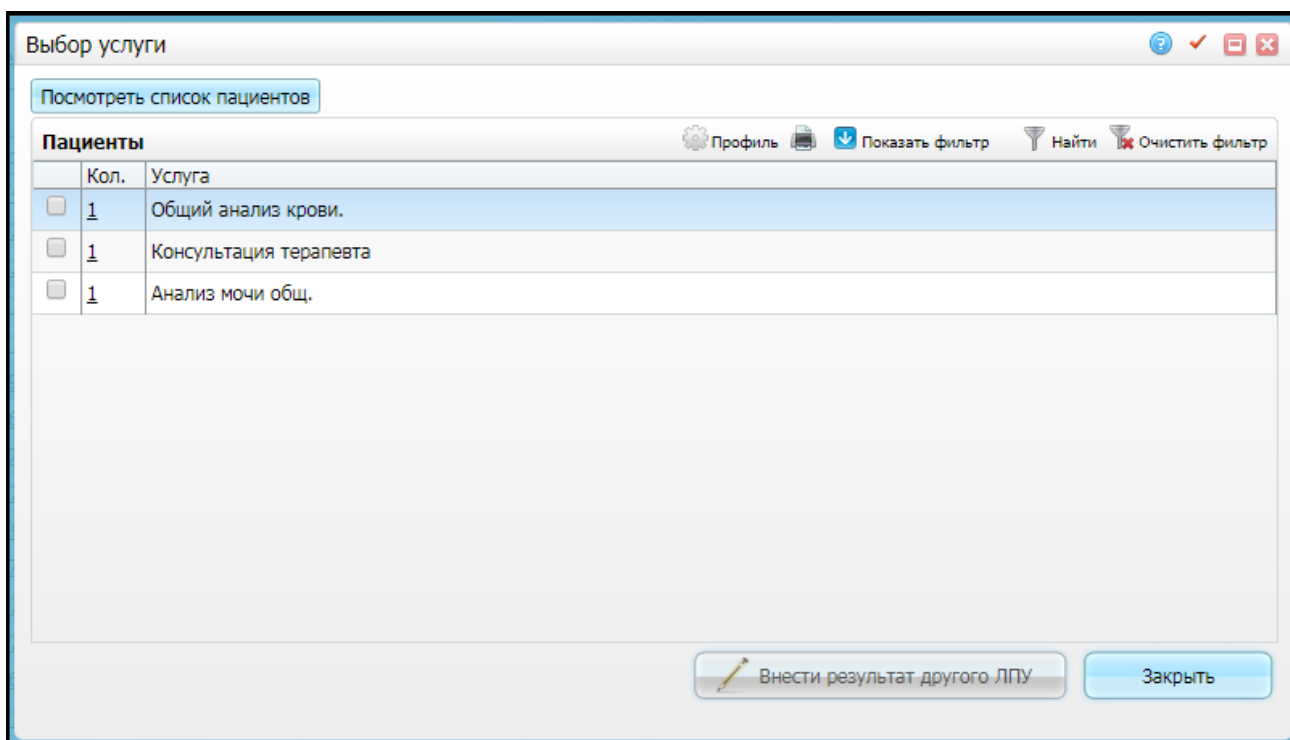 Выбор услуги
Посмотреть список пациентов
Пациенты Профиль Показать фильтр Найти Очистить фильтр
Кол. Услуга
1 Общий анализ крови.
1 Консультация терапевта
1 Анализ мочи общ.
Внести результат другого ЛПУ Закрыть